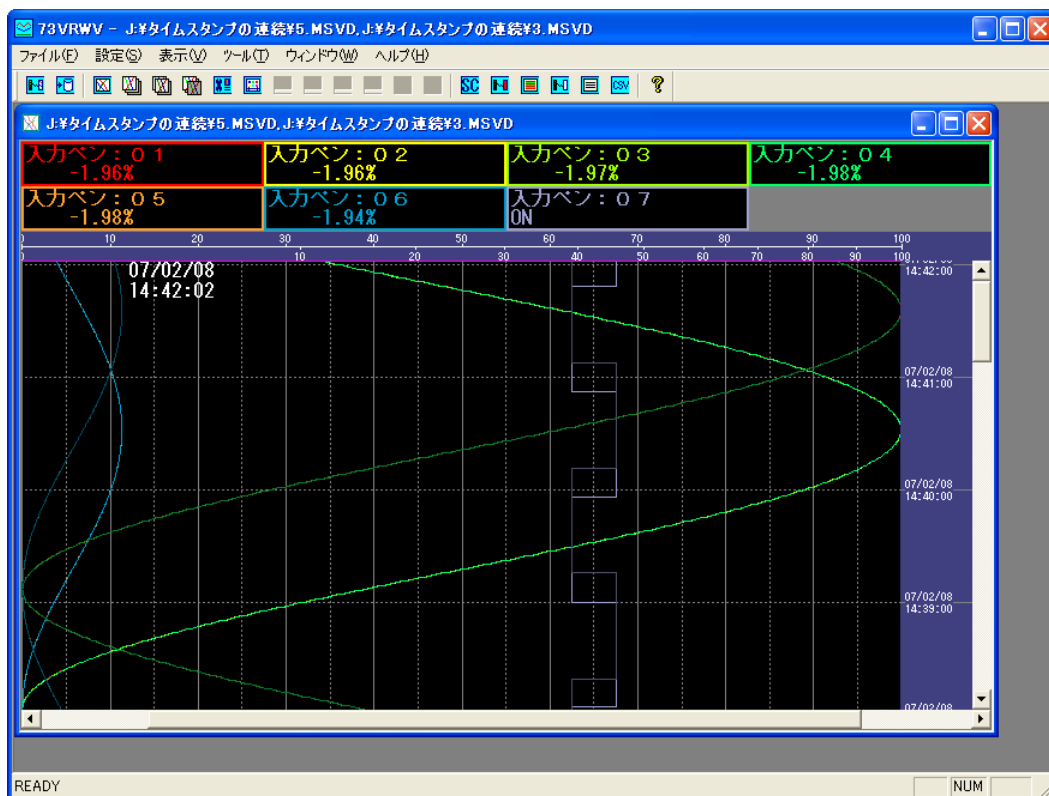 73VRWV - J:¥タイムスタンプの連続¥5.MSVD,J:¥タイムスタンプの連続¥3.MSVD
ファイル(F) 設定(S) 表示(V) ツール(T) ウィンドウ(W) ヘルプ(H)
SC CSV ?
J:¥タイムスタンプの連続¥5.MSVD,J:¥タイムスタンプの連続¥3.MSVD
入力ペン：０１ 入力ペン：０２ 入力ペン：０３ 入力ペン：０４
-1.96% -1.96% -1.97% -1.98%
入力ペン：０５ 入力ペン：０６ 入力ペン：０７
-1.98% -1.94% ON
0 10 20 30 40 50 60 70 80 90 100
0 10 20 30 40 50 60 70 80 90 100
07/02/08
14:42:02
14:42:00
07/02/08
14:41:00
07/02/08
14:40:00
07/02/08
14:39:00
07/02/08
READY NUM